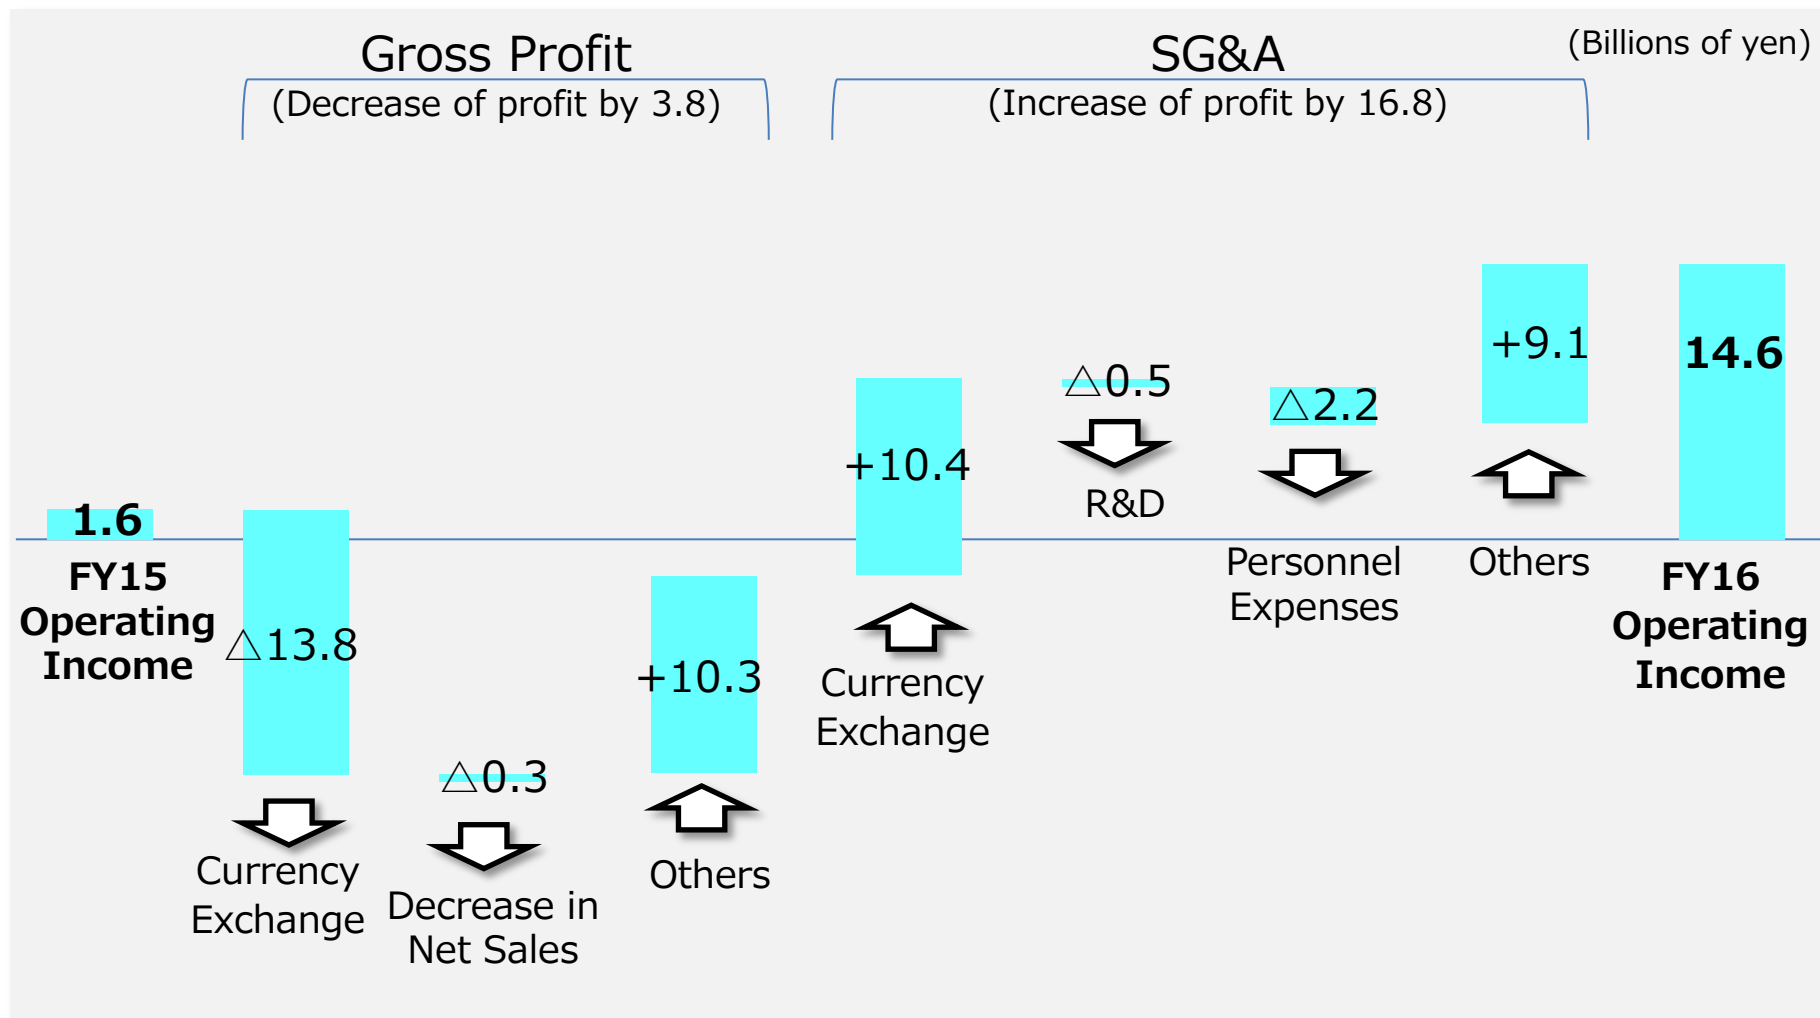 Gross Profit
(Decrease of profit by 3.8)
SG&A
(Increase of profit by 16.8)
(Billions of yen)
1.6
FY15
Operating
Income
△13.8
Currency
Exchange
△0.3
Decrease in
Net Sales
+10.3
Others
+10.4
Currency
Exchange
△0.5
R&D
△2.2
Personnel
Expenses
+9.1
Others
14.6
FY16
Operating
Income